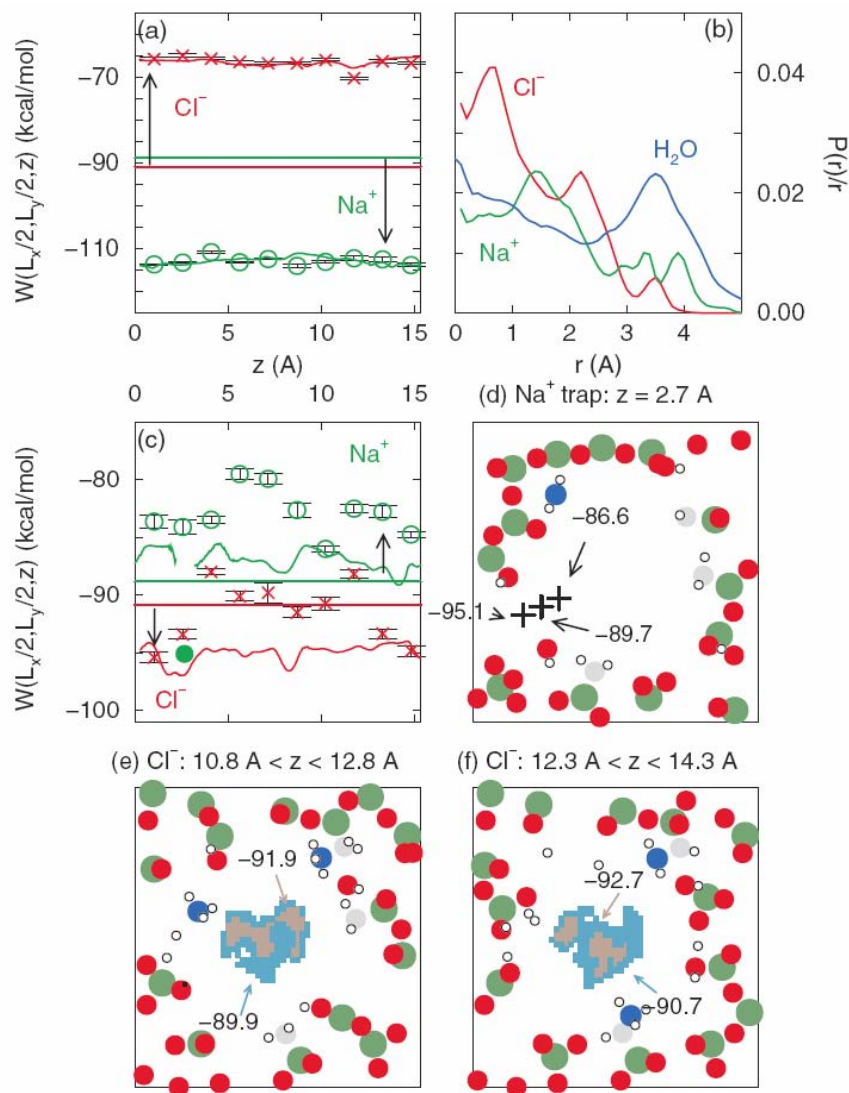 (a)
(b)
W(Lx/2,Ly/2,z) (kcal/mol)
−70
−90
−110
Cl−
Na+
0
5
10
15
z (A)
Cl−
H2O
Na+
0.04
0.02
0.00
P(r)/r
0
1
2
3
4
r (A)
0
5
10
15
(c)
W(Lx/2,Ly/2,z) (kcal/mol)
−80
−90
−100
Na+
Cl−
(d) Na+ trap: z = 2.7 A
−86.6
−95.1
−89.7
(e) Cl−: 10.8 A < z < 12.8 A
−91.9
−89.9
(f) Cl−: 12.3 A < z < 14.3 A
−92.7
−90.7